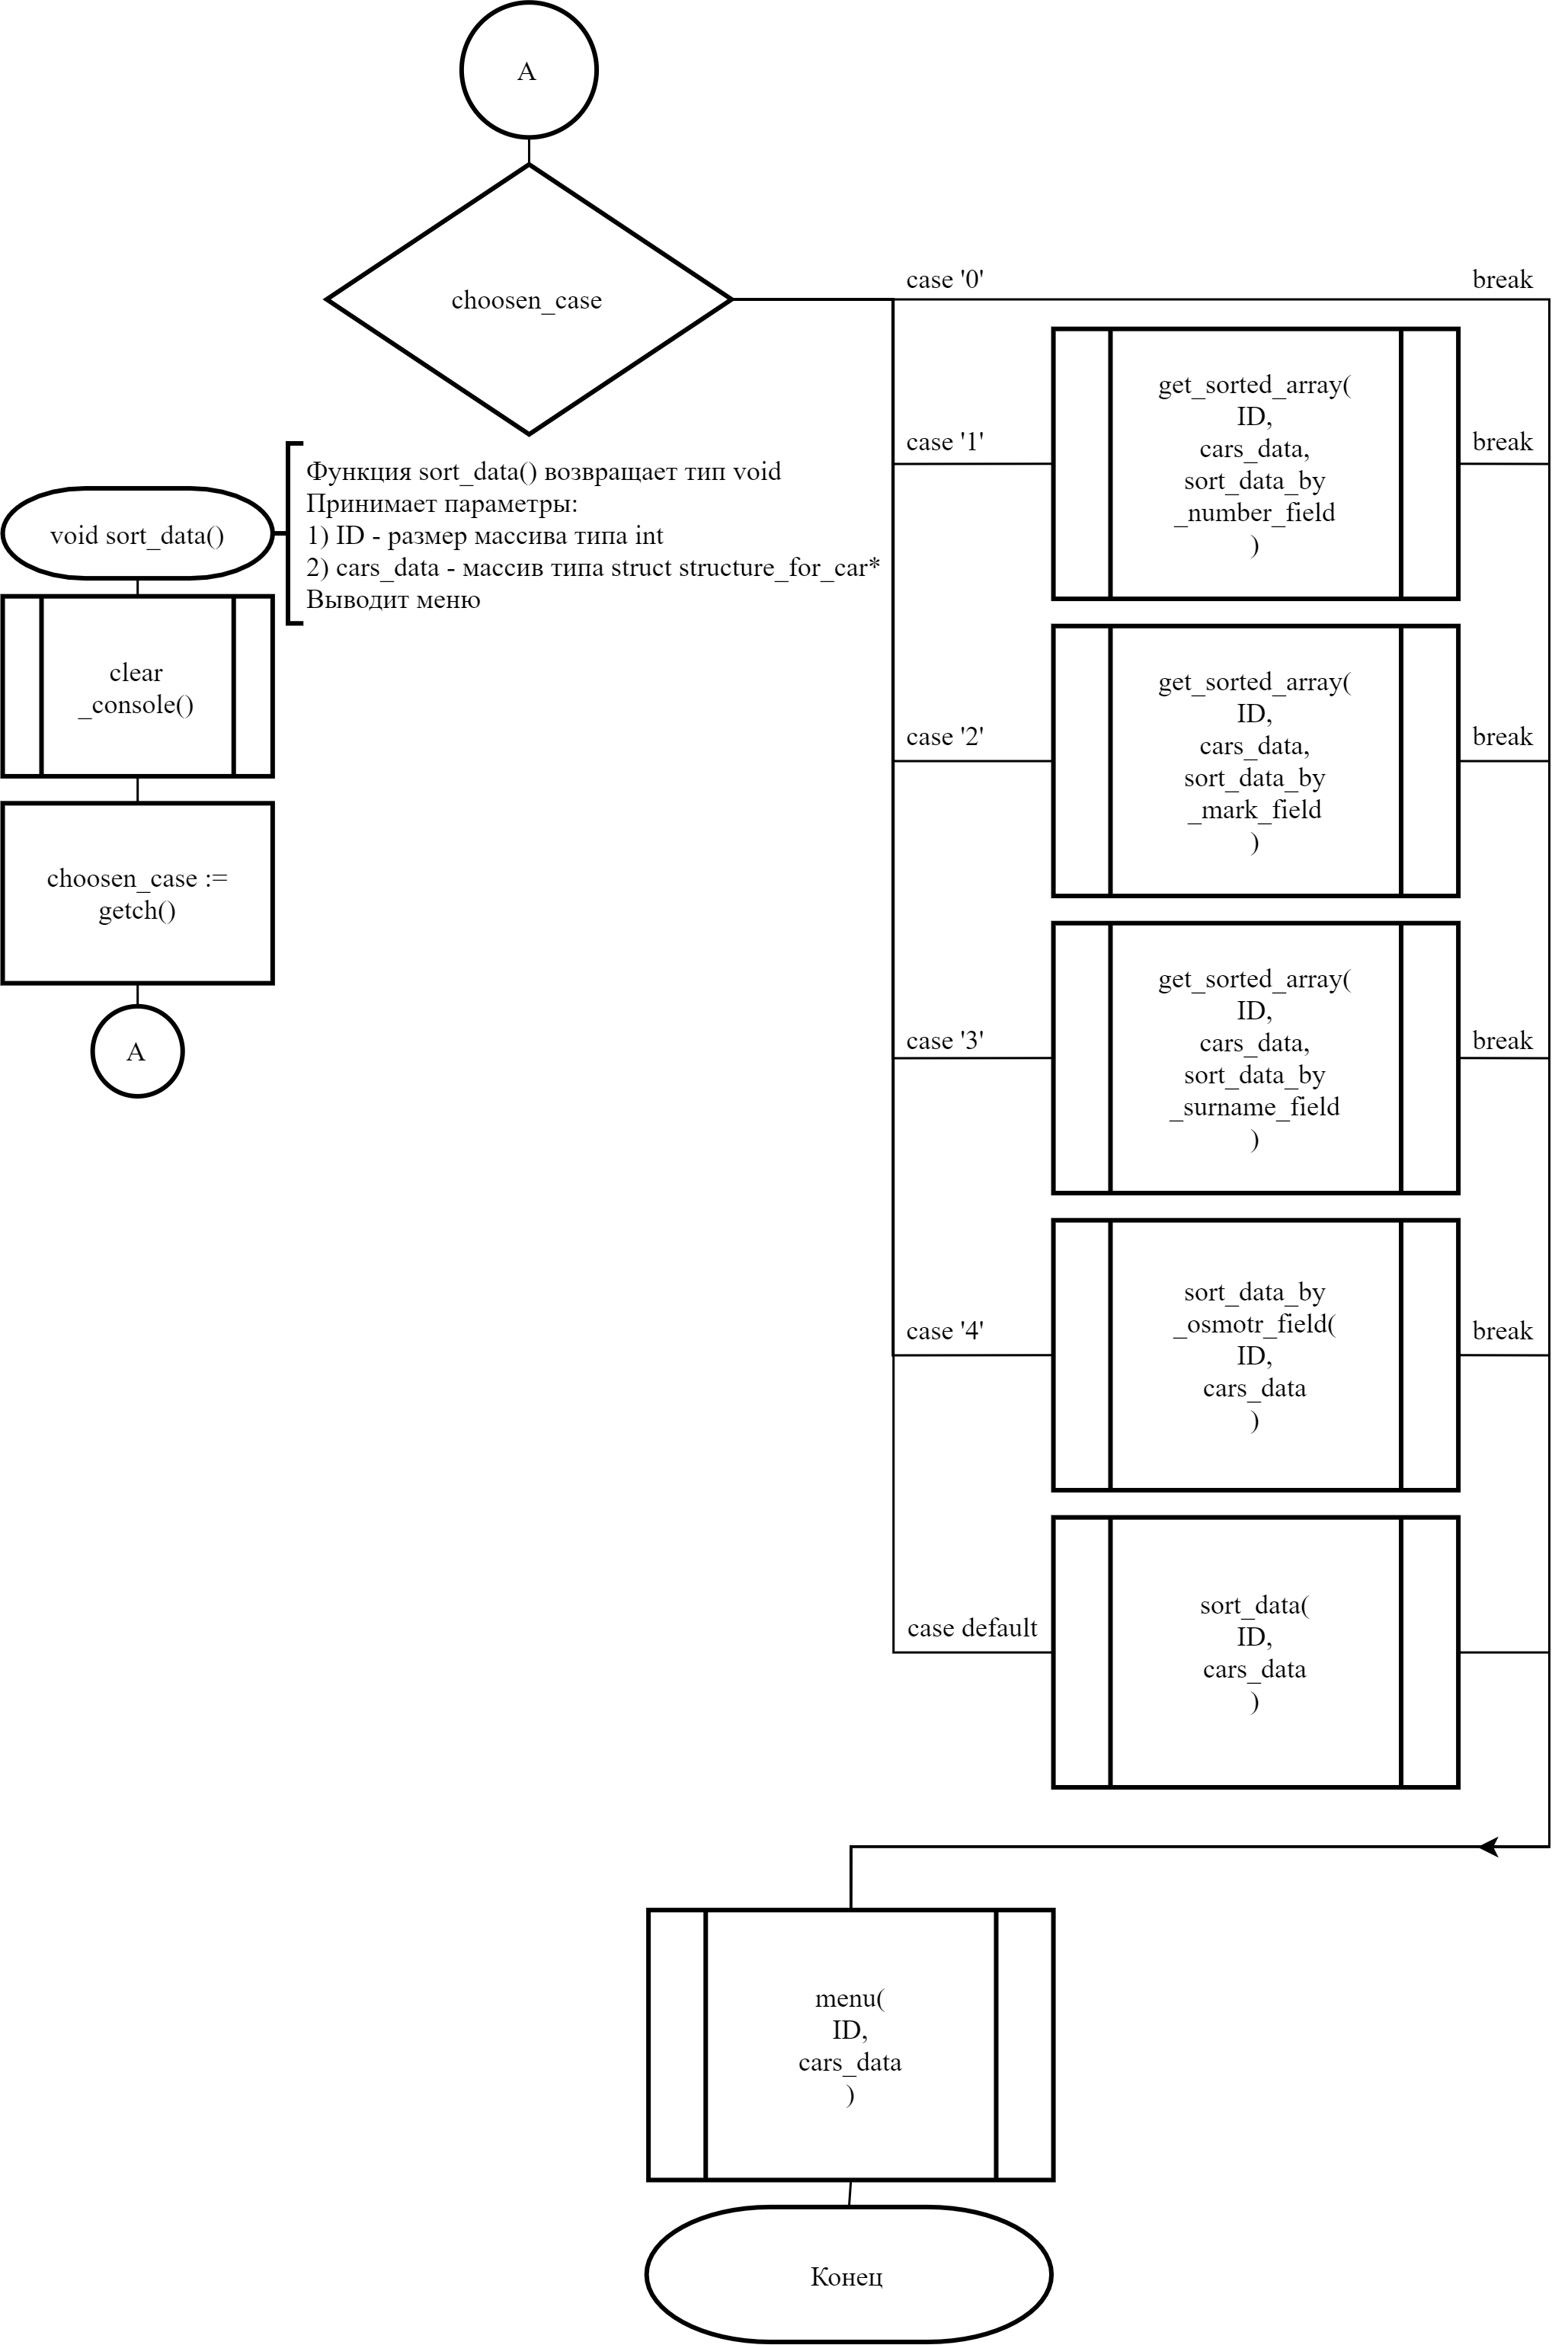 void sort_data()
Функция sort_data() возвращает тип void
Принимает параметры:
1) ID - размер массива типа int
2) cars_data - массив типа struct structure_for_car*
Выводит меню
clear
_console()
choosen_case :=
getch()
A
A
choosen_case
case '0'
break
case '1'
get_sorted_array(
ID,
cars_data,
sort_data_by
_number_field
)
break
case '2'
get_sorted_array(
ID,
cars_data,
sort_data_by
_mark_field
)
break
case '3'
get_sorted_array(
ID,
cars_data,
sort_data_by
_surname_field
)
break
case '4'
sort_data_by
_osmotr_field(
ID,
cars_data
)
break
case default
sort_data(
ID,
cars_data
)
menu(
ID,
cars_data
)
Конец